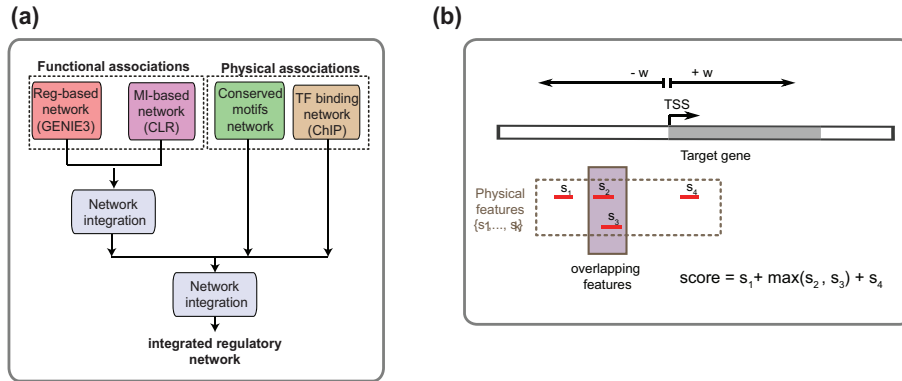 (a)
Functional associations
Physical associations
Reg-based
network
(GENIE3)
MI-based
network
(CLR)
Conserved
motifs
network
TF binding
network
(ChIP)
Network
integration
Network
integration
integrated regulatory
network
(b)
- w
+ w
TSS
Target gene
Physical
features
{s₁,..., sₖ}
s₁
s₂
s₃
s₄
overlapping
features
score = s₁+ max(s₂ , s₃) + s₄